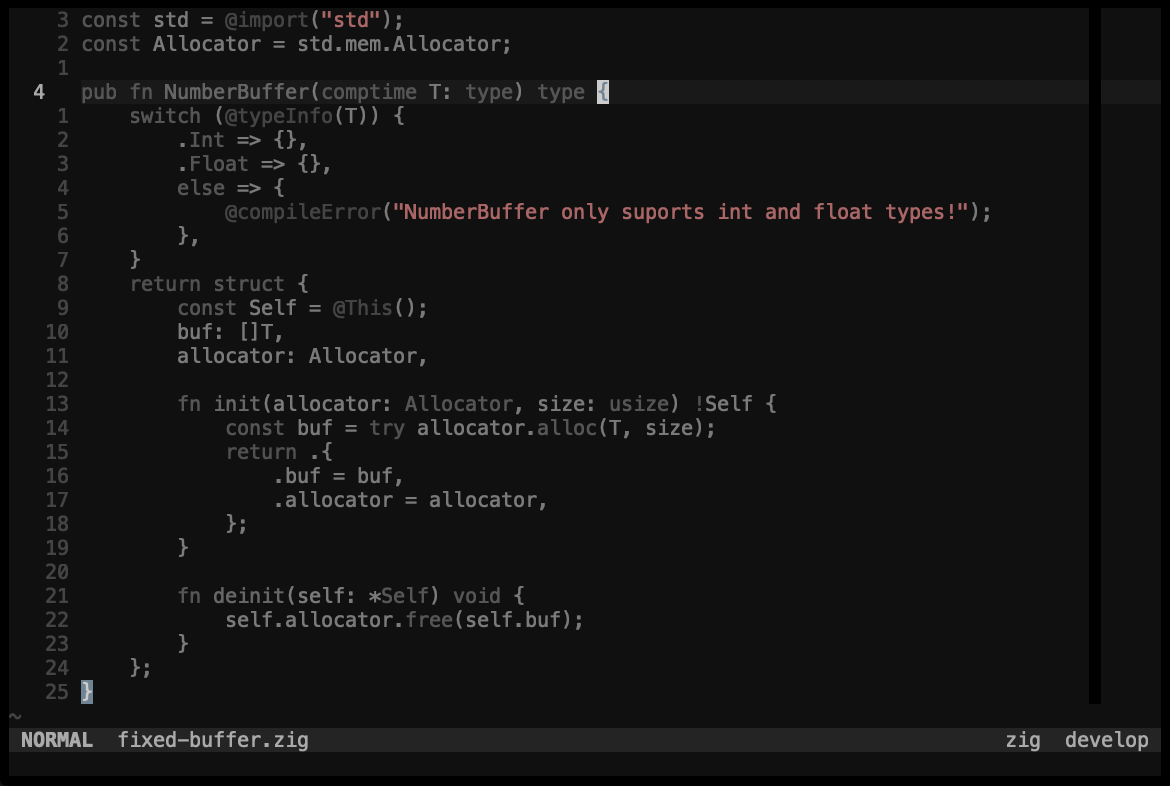 3 const std = @import("std");
2 const Allocator = std.mem.Allocator;
1
4 pub fn NumberBuffer(comptime T: type) type {
1     switch (@typeInfo(T)) {
2         .Int => {},
3         .Float => {},
4         else => {
5             @compileError("NumberBuffer only suports int and float types!");
6         },
7     }
8     return struct {
9         const Self = @This();
10         buf: []T,
11         allocator: Allocator,
12
13         fn init(allocator: Allocator, size: usize) !Self {
14             const buf = try allocator.alloc(T, size);
15             return .{
16                 .buf = buf,
17                 .allocator = allocator,
18             };
19         }
20
21         fn deinit(self: *Self) void {
22             self.allocator.free(self.buf);
23         }
24     };
25 }
~
NORMAL fixed-buffer.zig zig develop